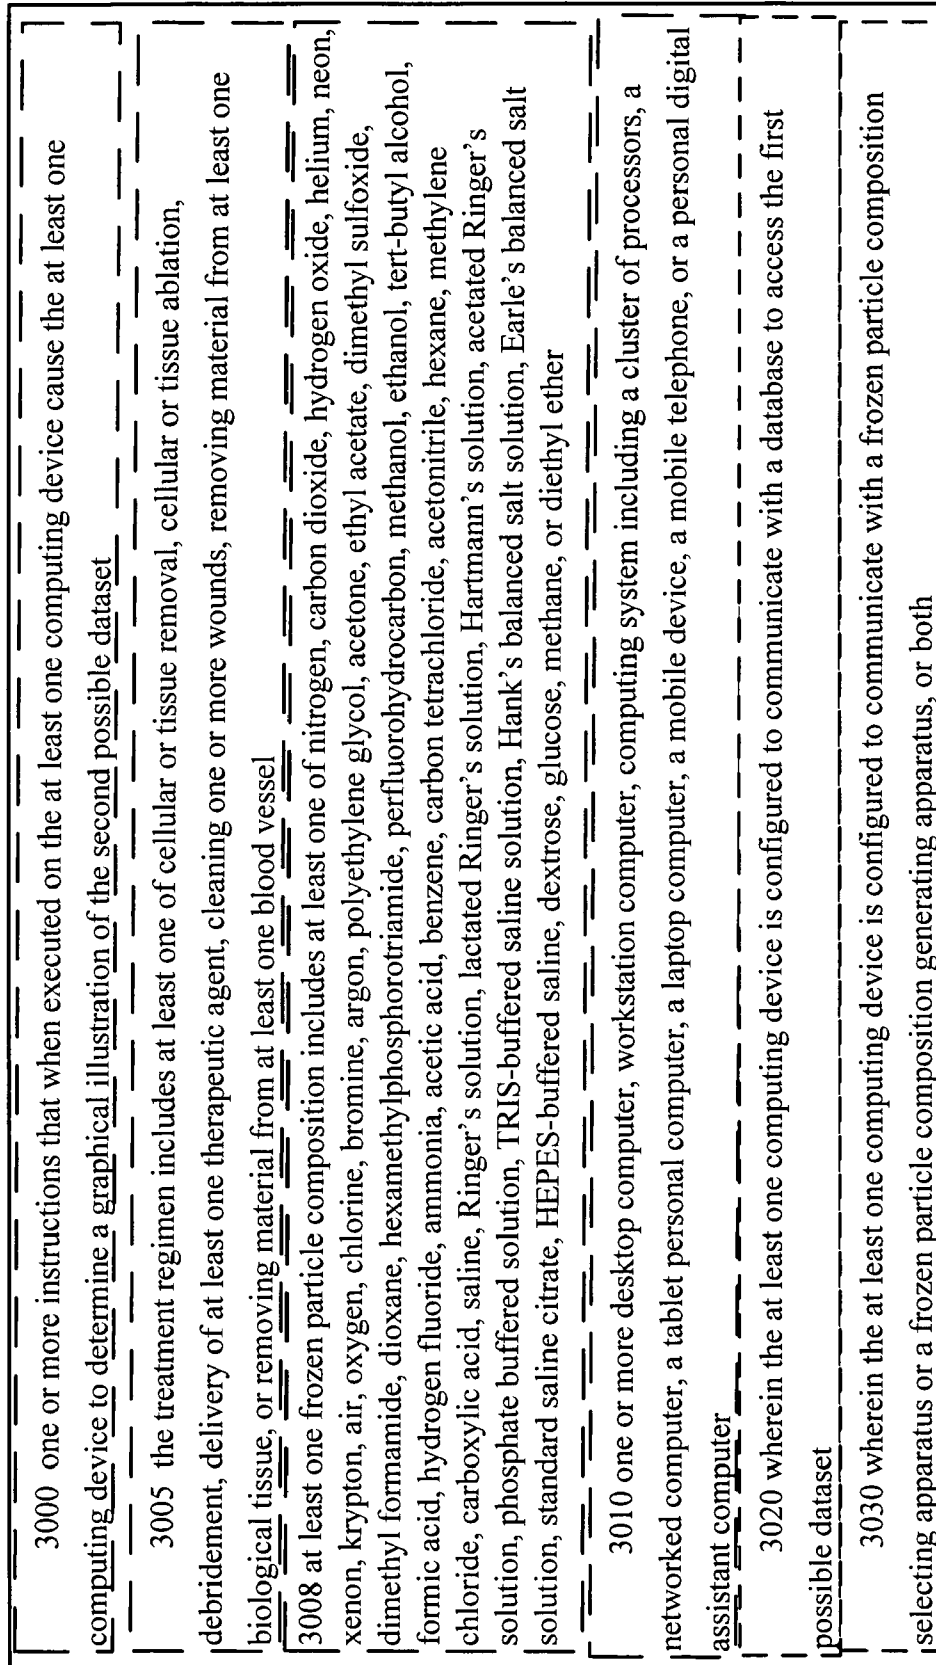 3000 one or more instructions that when executed on the at least one computing device cause the at least one
computing device to determine a graphical illustration of the second possible dataset
3005 the treatment regimen includes at least one of cellular or tissue removal, cellular or tissue ablation,
debridement, delivery of at least one therapeutic agent, cleaning one or more wounds, removing material from at least one
biological tissue, or removing material from at least one blood vessel
3008 at least one frozen particle composition includes at least one of nitrogen, carbon dioxide, hydrogen oxide, helium, neon,
xenon, krypton, air, oxygen, chlorine, bromine, argon, polyethylene glycol, acetone, ethyl acetate, dimethyl sulfoxide,
dimethyl formamide, dioxane, hexamethylphosphorotriamide, perfluorohydrocarbon, methanol, ethanol, tert-butyl alcohol,
formic acid, hydrogen fluoride, ammonia, acetic acid, benzene, carbon tetrachloride, acetonitrile, hexane, methylene
chloride, carboxylic acid, saline, Ringer's solution, lactated Ringer's solution, Hartmann's solution, acetated Ringer's
solution, phosphate buffered solution, TRIS-buffered saline solution, Hank's balanced salt solution, Earle's balanced salt
solution, standard saline citrate, HEPES-buffered saline, dextrose, glucose, methane, or diethyl ether
3010 one or more desktop computer, workstation computer, computing system including a cluster of processors, a
networked computer, a tablet personal computer, a laptop computer, a mobile device, a mobile telephone, or a personal digital
assistant computer
3020 wherein the at least one computing device is configured to communicate with a database to access the first
possible dataset
3030 wherein the at least one computing device is configured to communicate with a frozen particle composition
selecting apparatus or a frozen particle composition generating apparatus, or both